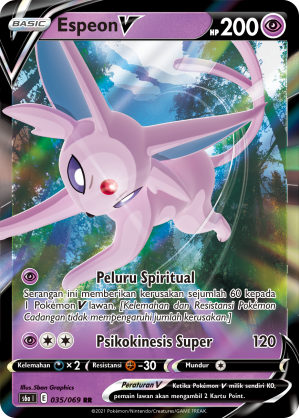 BASIC Espeon V HP 200
Peluru Spiritual
Serangan ini memberikan kerusakan sejumlah 60 kepada
1 Pokémon V lawan. [Kelemahan dan Resistansi Pokémon
Cadangan tidak mempengaruhi jumlah kerusakan.]
Psikokinesis Super 120
Kelemahan ×2 Resistansi -30 Mundur
Illus. 5ban Graphics
Peraturan V Ketika Pokémon V milik sendiri KO,
pemain lawan akan mengambil 2 Kartu Point.
E 035/069 RR
©2021 Pokémon/Nintendo/Creatures/GAME FREAK.